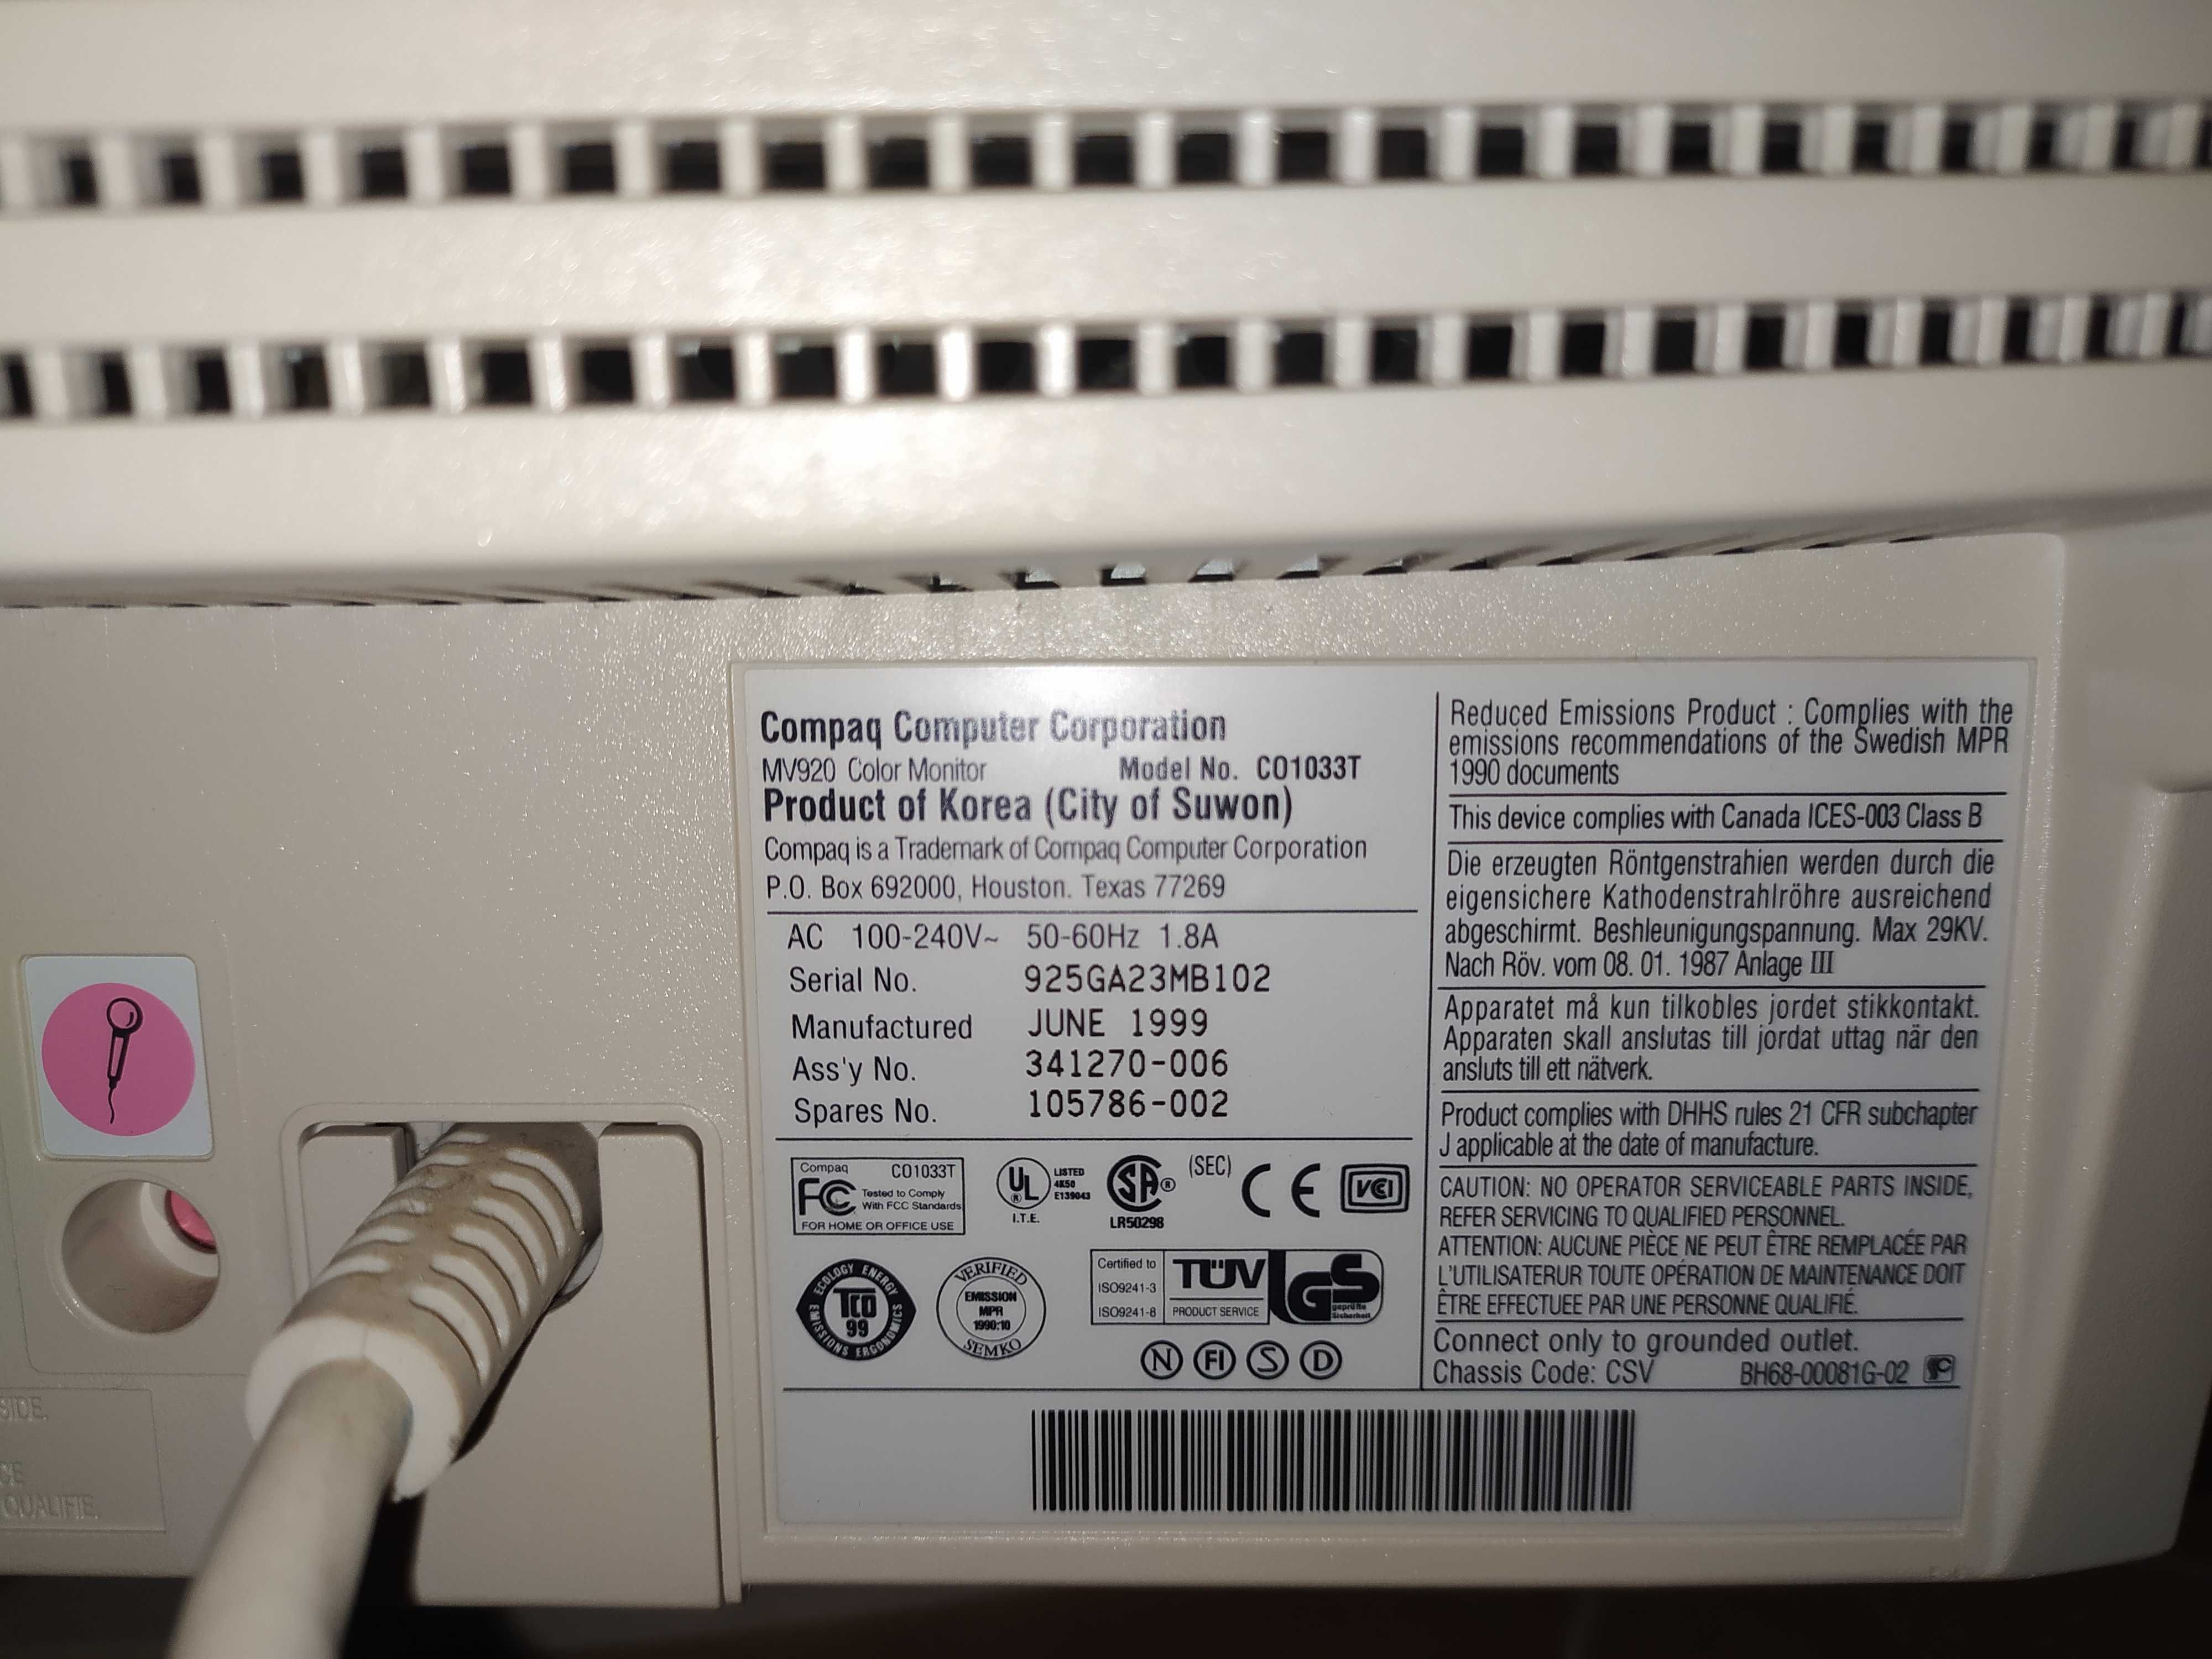 Compaq Computer Corporation
MV920 Color Monitor Model No. CO1033T
Product of Korea (City of Suwon)
Compaq is a Trademark of Compaq Computer Corporation
P.O. Box 692000, Houston. Texas 77269
AC 100-240V~ 50-60Hz 1.8A
Serial No. 925GA23MB102
Manufactured JUNE 1999
Ass'y No. 341270-006
Spares No. 105786-002
Compaq CO1033T
FC Tested to Comply
With FCC Standards
FOR HOME OR OFFICE USE
UL ® LISTED
4K50
E139043
I.T.E.
SA ®
LR50298
(SEC)
CE
VCI
ECOLOGY ENERGY
TCO
99
EMISSIONS ERGONOMICS
VERIFIED
EMISSION
MPR
1990:10
SEMKO
Certified to
ISO9241-3
ISO9241-8
TÜV
PRODUCT SERVICE
GS
geprüfte
Sicherheit
N FI S D
Reduced Emissions Product : Complies with the
emissions recommendations of the Swedish MPR
1990 documents
This device complies with Canada ICES-003 Class B
Die erzeugten Röntgenstrahien werden durch die
eigensichere Kathodenstrahlröhre ausreichend
abgeschirmt. Beshleunigungspannung. Max 29KV.
Nach Röv. vom 08. 01. 1987 Anlage III
Apparatet må kun tilkobles jordet stikkontakt.
Apparaten skall anslutas till jordat uttag när den
ansluts till ett nätverk.
Product complies with DHHS rules 21 CFR subchapter
J applicable at the date of manufacture.
CAUTION: NO OPERATOR SERVICEABLE PARTS INSIDE,
REFER SERVICING TO QUALIFIED PERSONNEL.
ATTENTION: AUCUNE PIÈCE NE PEUT ÊTRE REMPLACÉE PAR
L'UTILISATERUR TOUTE OPÉRATION DE MAINTENANCE DOIT
ÊTRE EFFECTUEE PAR UNE PERSONNE QUALIFIÉ.
Connect only to grounded outlet.
Chassis Code: CSV BH68-00081G-02
SIDE.
CE
QUALIFIE.